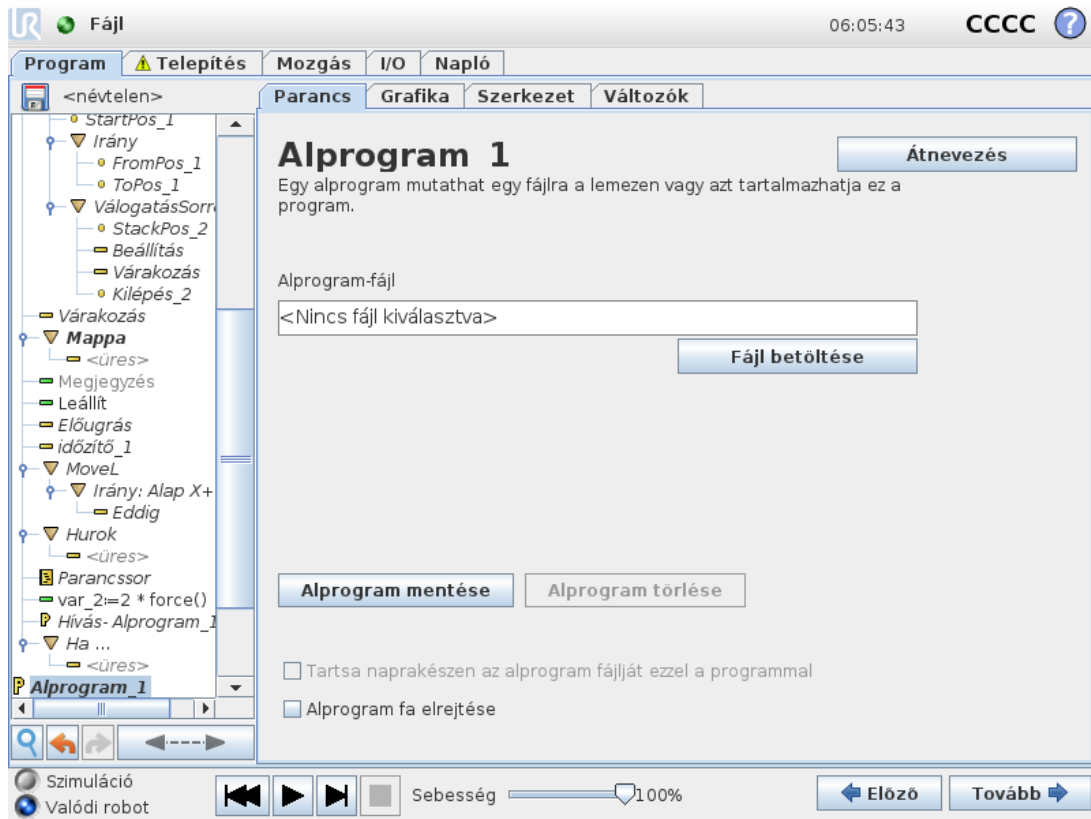 Fájl
06:05:43
CCCC
Program
Telepítés
Mozgás
I/O
Napló
<névtelen>
Parancs
Grafika
Szerkezet
Változók
StartPos_1
Irány
FromPos_1
ToPos_1
VálogatásSorr
StackPos_2
Beállítás
Várakozás
Kilépés_2
Várakozás
Mappa
<üres>
Megjegyzés
Leállít
Előugrás
időzítő_1
MoveL
Irány: Alap X+
Eddig
Hurok
<üres>
Parancssor
var_2:=2 * force()
Hívás- Alprogram_1
Ha ...
<üres>
Alprogram_1
Alprogram 1
Átnevezés
Egy alprogram mutathat egy fájlra a lemezen vagy azt tartalmazhatja ez a
program.
Alprogram-fájl
<Nincs fájl kiválasztva>
Fájl betöltése
Alprogram mentése
Alprogram törlése
Tartsa naprakészen az alprogram fájlját ezzel a programmal
Alprogram fa elrejtése
Szimuláció
Valódi robot
Sebesség
100%
Előző
Tovább